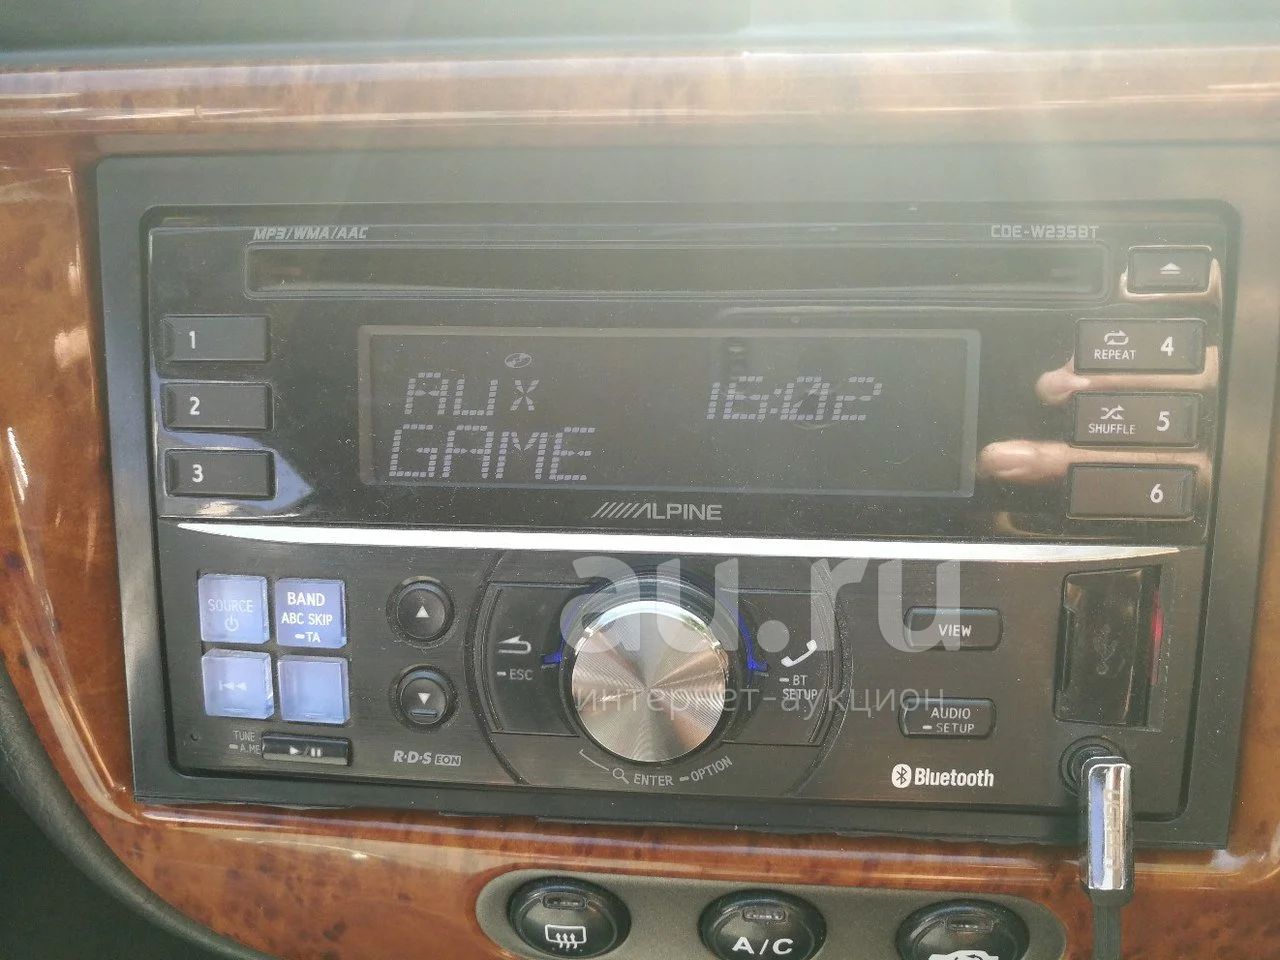 MP3/WMA/AAC
CDE-W235BT
1
REPEAT 4
AUX 16:02
2
SHUFFLE 5
GAME
3
6
ALPINE
au.ru
SOURCE
BAND
ABC SKIP
TA
ESC
VIEW
BT
SETUP
интернет-аукцион
AUDIO
SETUP
TUNE
A.ME
R·D·S EON
ENTER OPTION
Bluetooth
A/C